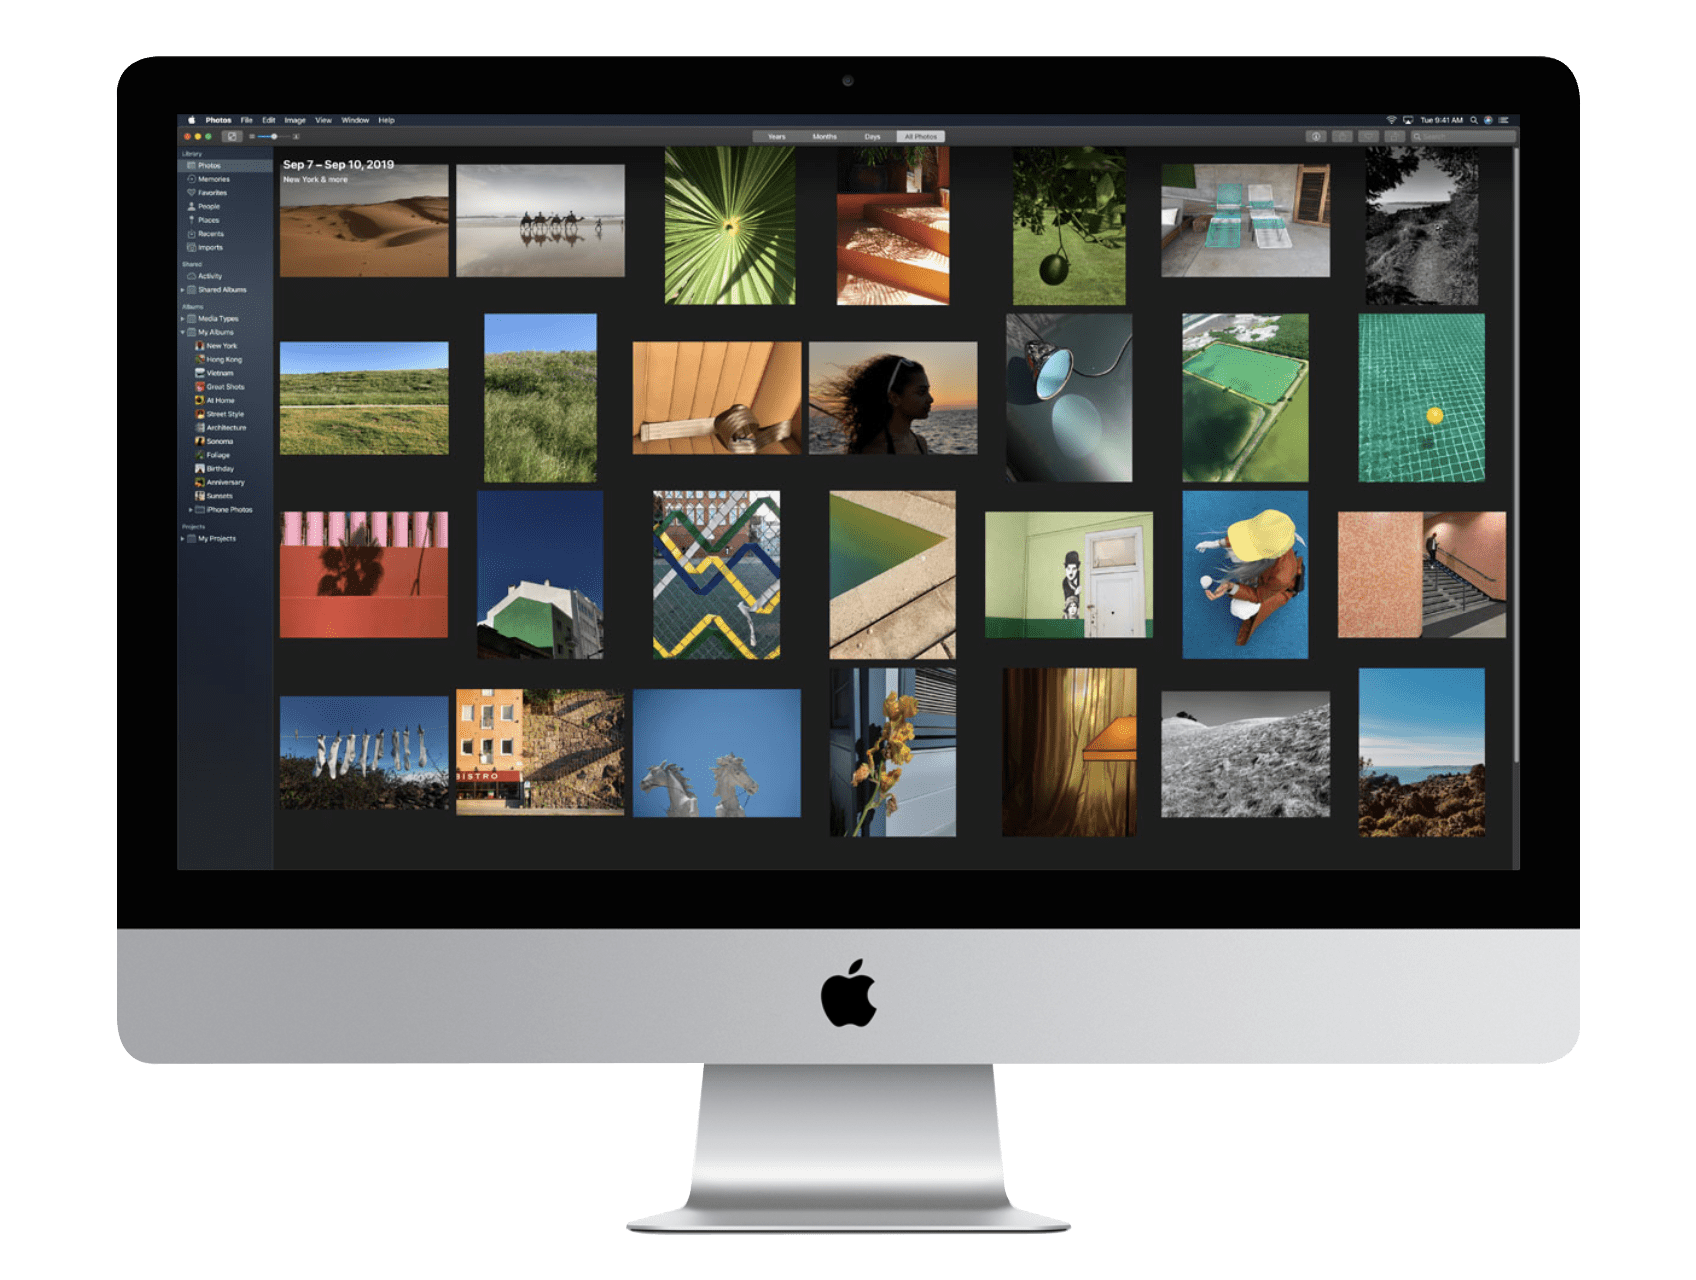 Photos File Edit Image View Window Help
Tue 9:41 AM
Years Months Days All Photos
Search
Library
Photos
Memories
Favorites
People
Places
Recents
Imports
Shared
Activity
Shared Albums
Albums
Media Types
My Albums
New York
Hong Kong
Vietnam
Great Shots
At Home
Street Style
Architecture
Sonoma
Foliage
Birthday
Anniversary
Sunsets
iPhone Photos
Projects
My Projects
Sep 7 – Sep 10, 2019
New York & more
BISTRO